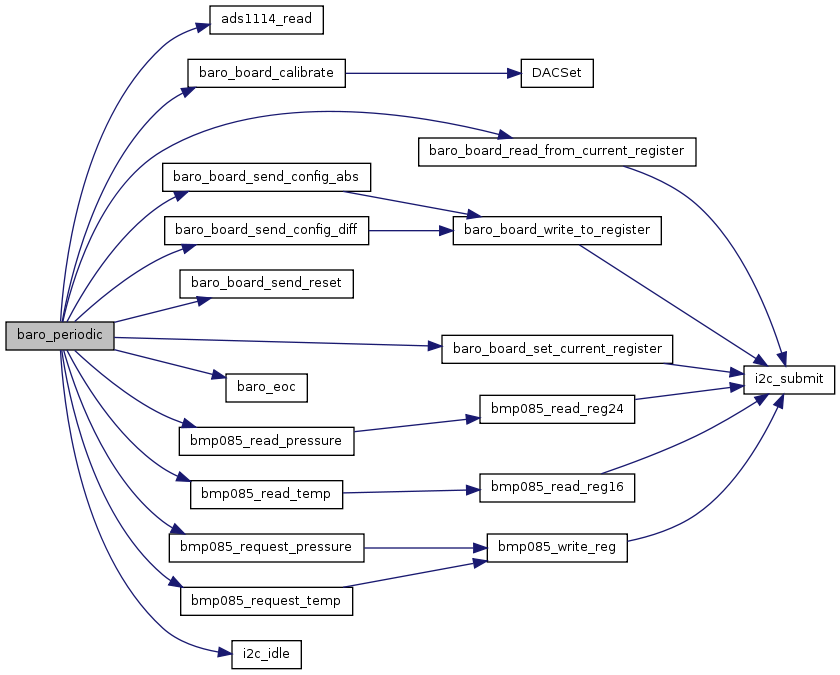 ads1114_read
baro_board_calibrate
DACSet
baro_board_read_from_current_register
baro_board_send_config_abs
baro_board_send_config_diff
baro_board_write_to_register
baro_board_send_reset
baro_periodic
baro_board_set_current_register
i2c_submit
baro_eoc
bmp085_read_reg24
bmp085_read_pressure
bmp085_read_temp
bmp085_read_reg16
bmp085_request_pressure
bmp085_write_reg
bmp085_request_temp
i2c_idle